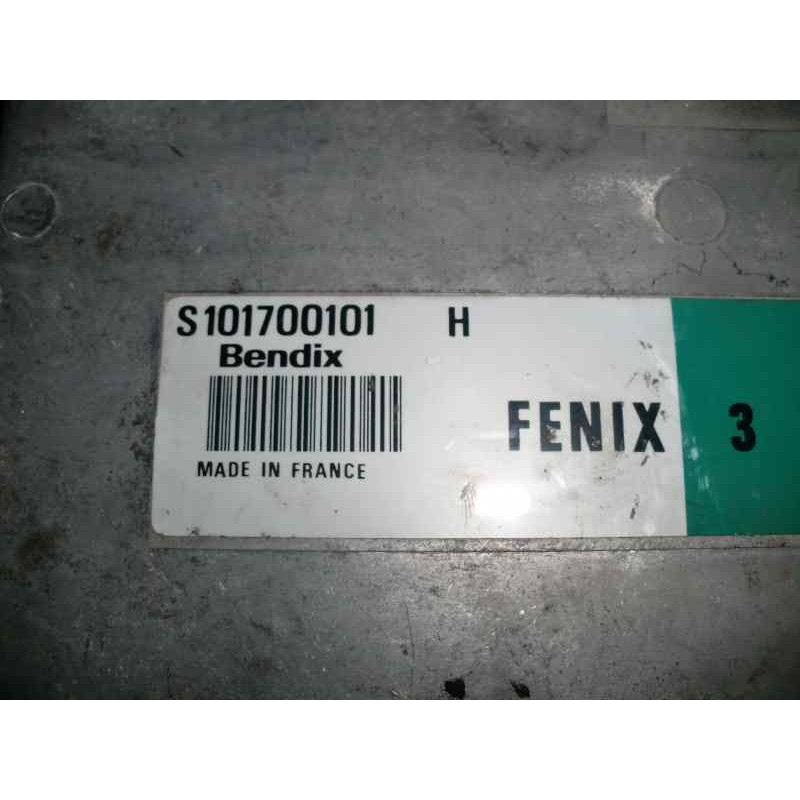 S101700101 H
Bendix
FENIX 3
MADE IN FRANCE